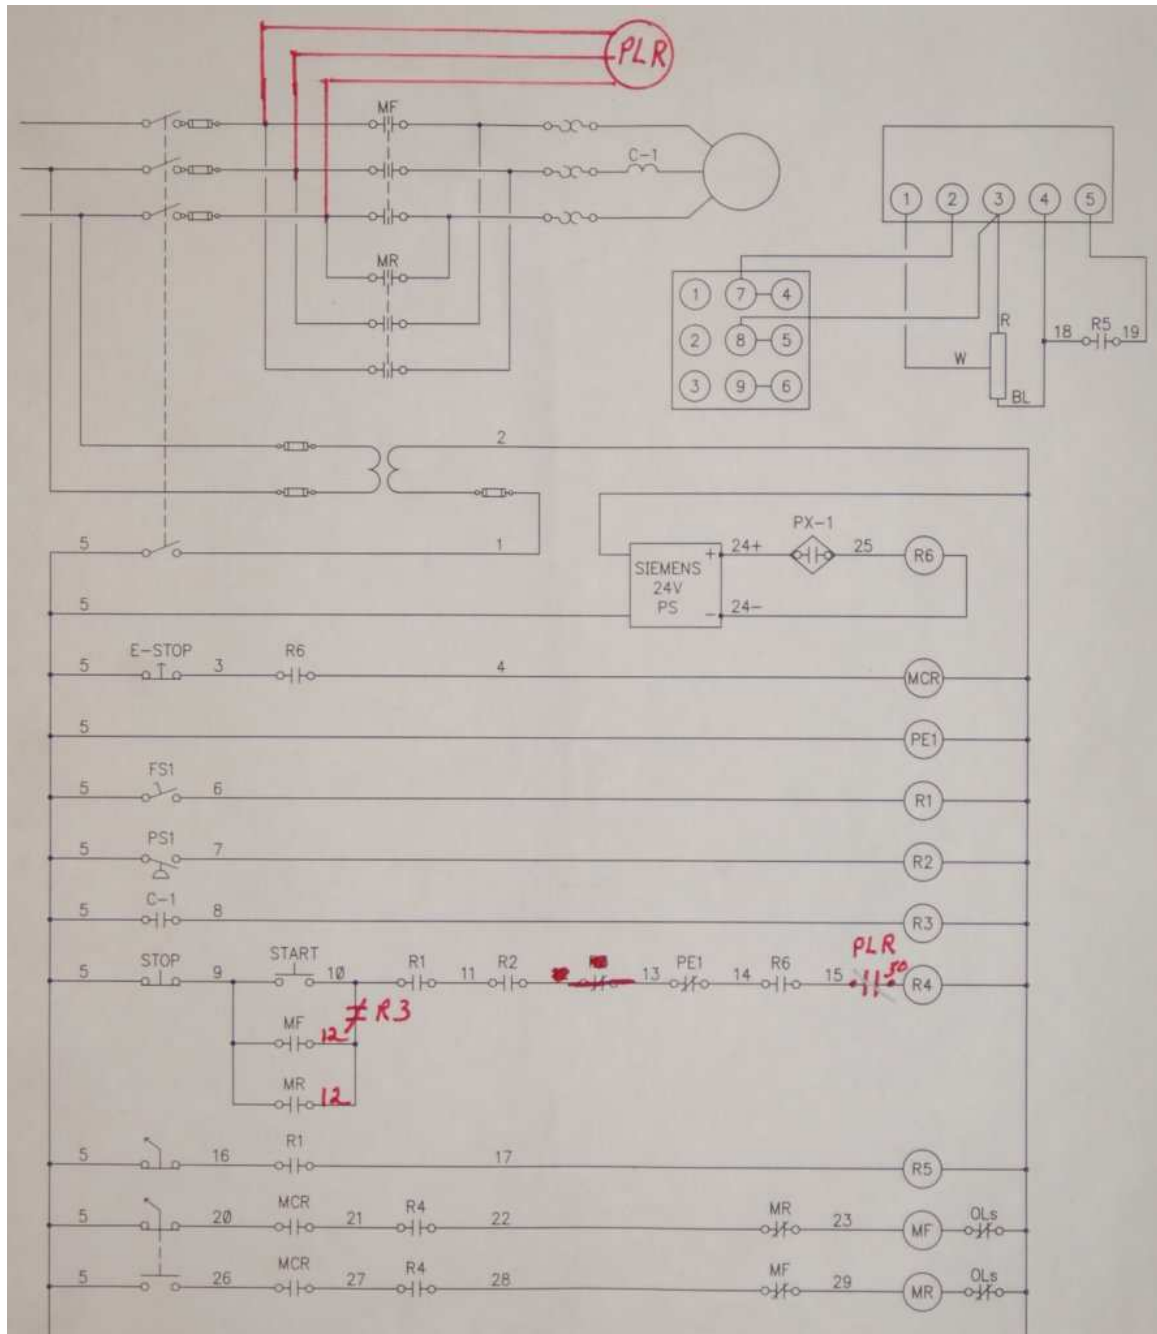 PLR
MF
C-1
1 2 3 4 5
MR
1 7 4
R
18 R5 19
2 8 5
W
3 9 6
BL
2
PX-1
5 1
24+ 25 R6
SIEMENS
24V
PS
+
-
5
24-
E-STOP R6
5 3 4 MCR
5 PE1
FS1
5 6 R1
PS1
5 7 R2
C-1
5 8 R3
PLR
STOP START R1 R2 PE1 R6
5 9 10 11 13 14 15 30 R4
R3
MF 12
MR 12
R1
5 16 17 R5
MCR R4 MR OLs
5 20 21 22 23 MF
MCR R4 MF OLs
5 26 27 28 29 MR